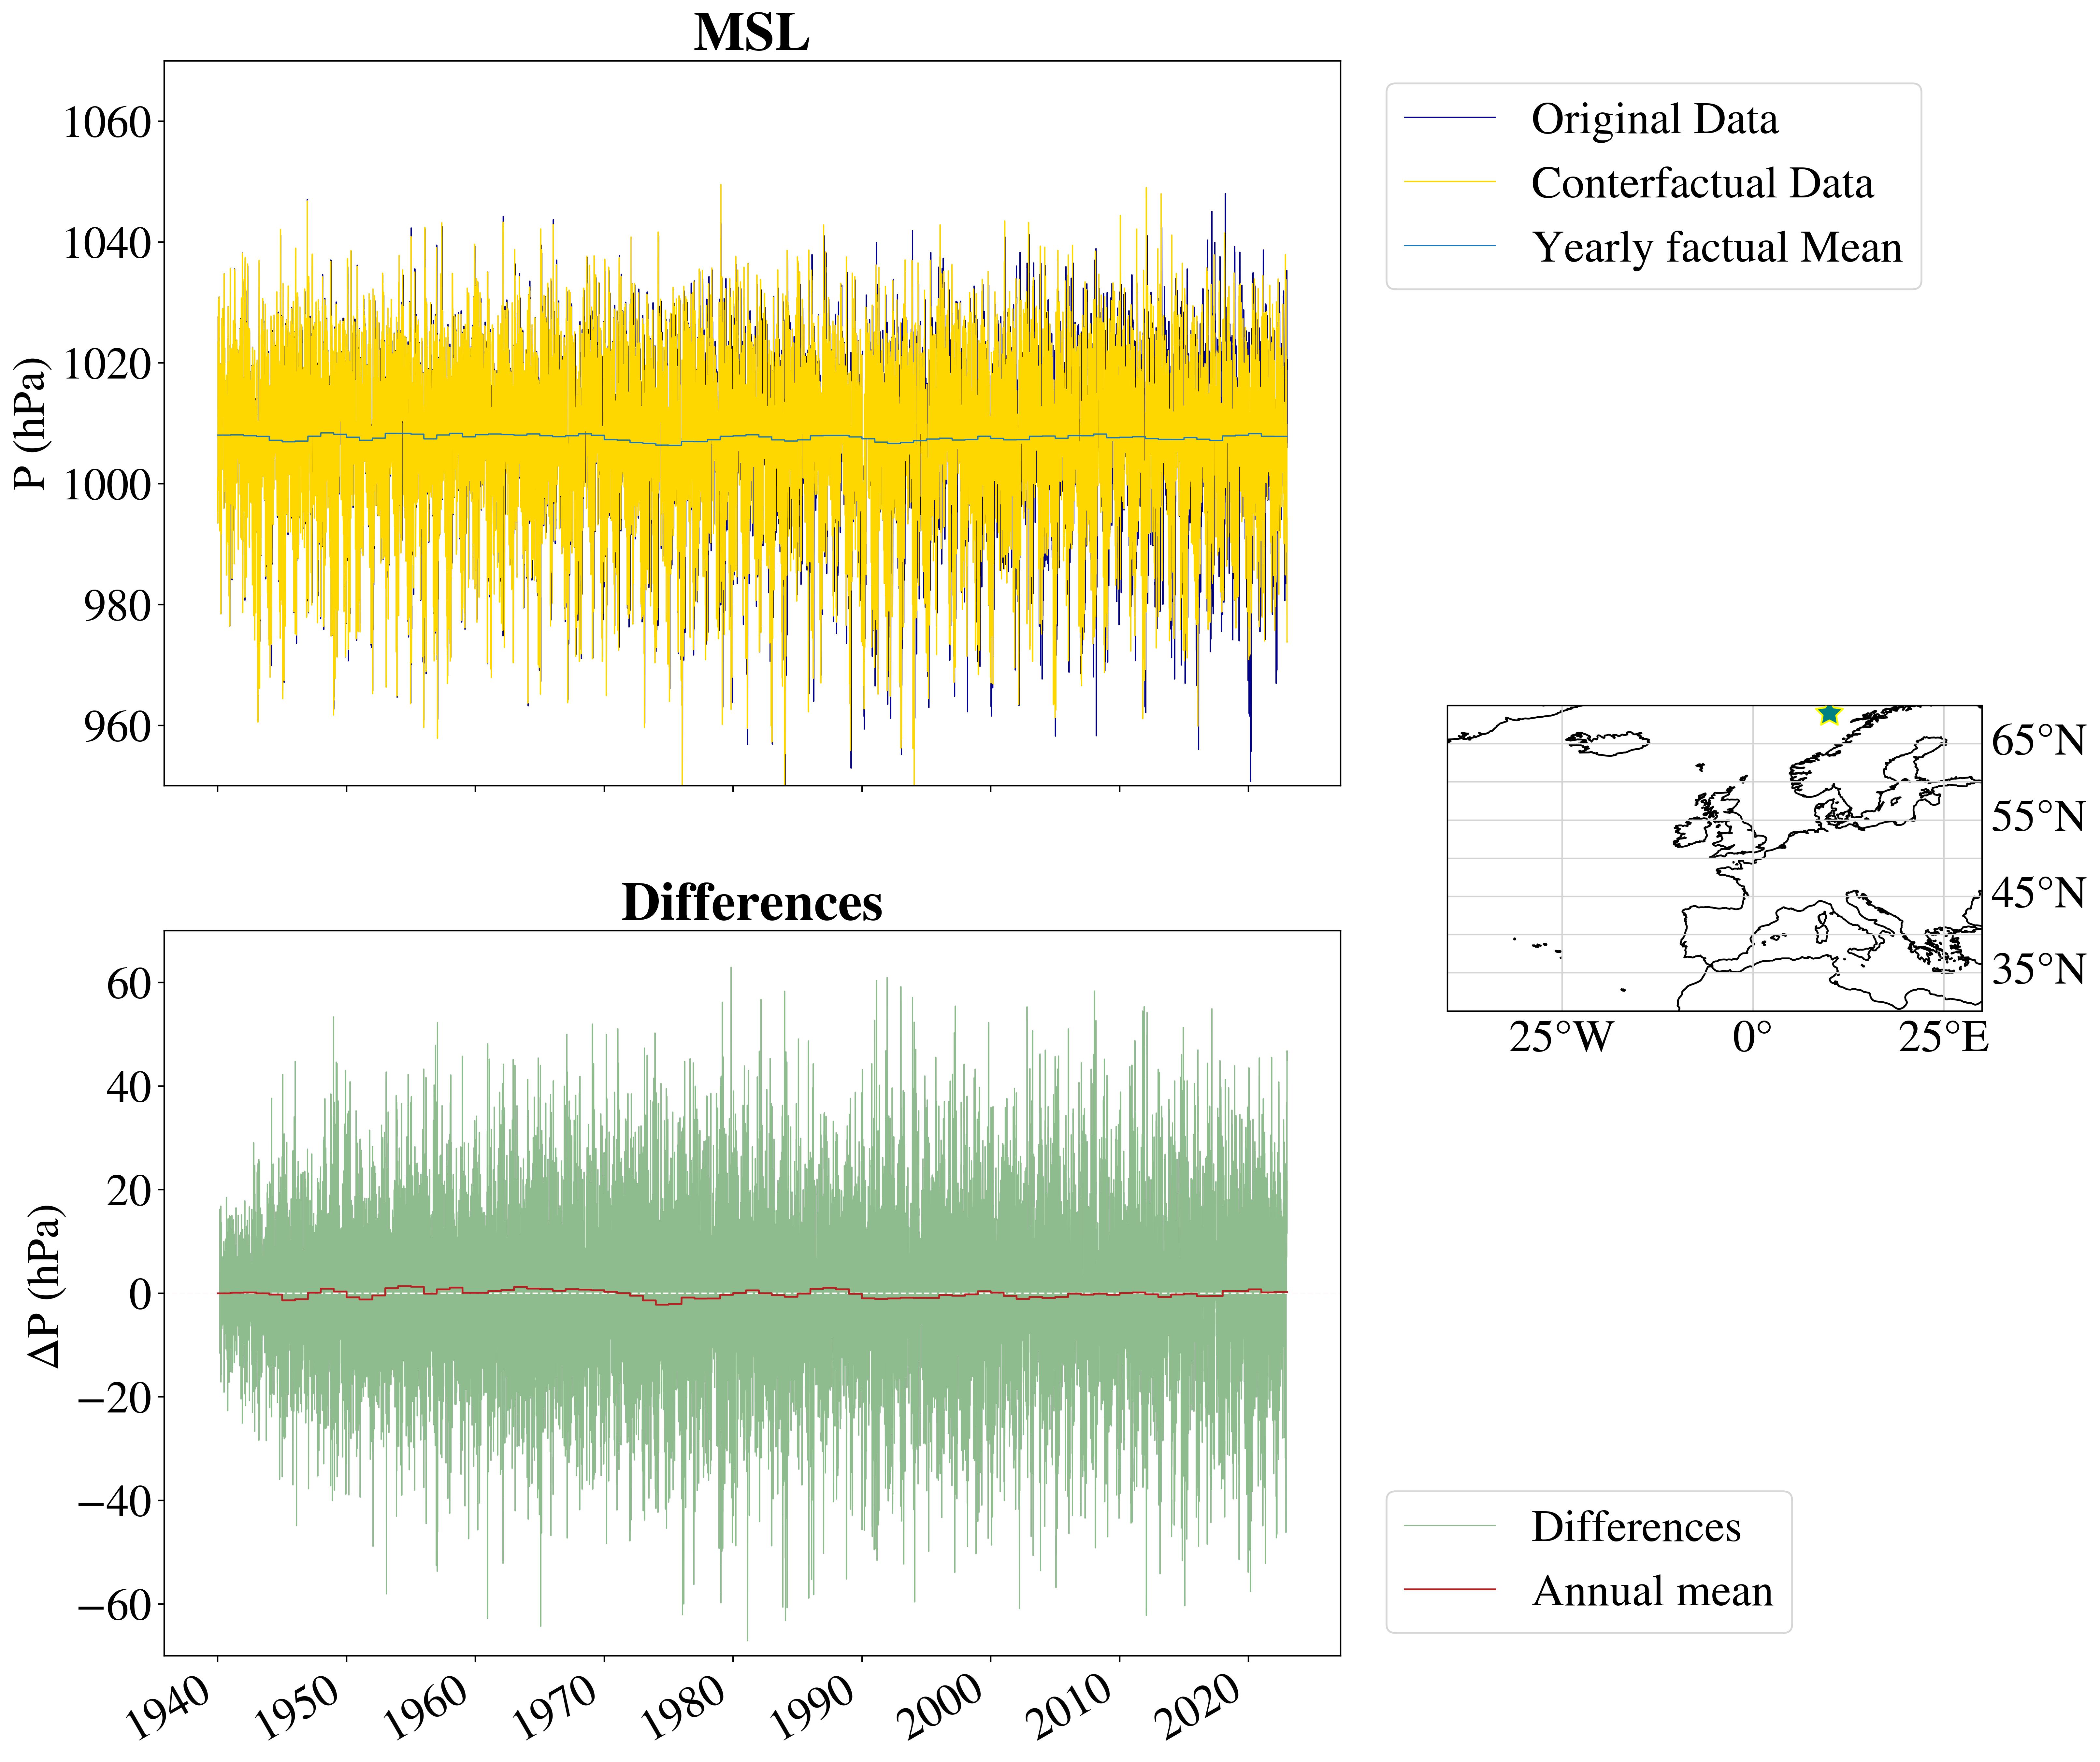 MSL
1060
1040
1020
1000
980
960
P (hPa)
Original Data
Conterfactual Data
Yearly factual Mean
65°N
55°N
45°N
35°N
25°W 0° 25°E
Differences
60
40
20
0
−20
−40
−60
ΔP (hPa)
1940 1950 1960 1970 1980 1990 2000 2010 2020
Differences
Annual mean